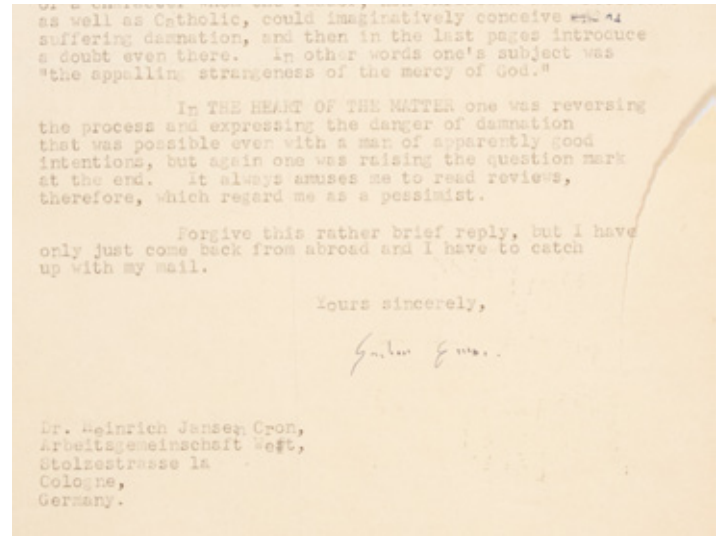 as well as Catholic, could imaginatively conceive
suffering damnation, and then in the last pages introduce
a doubt even there. In other words one's subject was
"the appalling strangeness of the mercy of God."
In THE HEART OF THE MATTER one was reversing
the process and expressing the danger of damnation
that was possible even with a man of apparently good
intentions, but again one was raising the question mark
at the end. It always amuses me to read reviews,
therefore, which regard me as a pessimist.
Forgive this rather brief reply, but I have
only just come back from abroad and I have to catch
up with my mail.
Yours sincerely,
Dr. Heinrich Jansen Cron,
Arbeitsgemeinschaft West,
Stolzestrasse 1a
Cologne,
Germany.